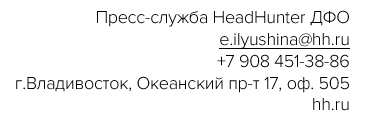 Пресс-служба HeadHunter ДФО
e.ilyushina@hh.ru
+7 908 451-38-86
г.Владивосток, Океанский пр-т 17, оф. 505
hh.ru